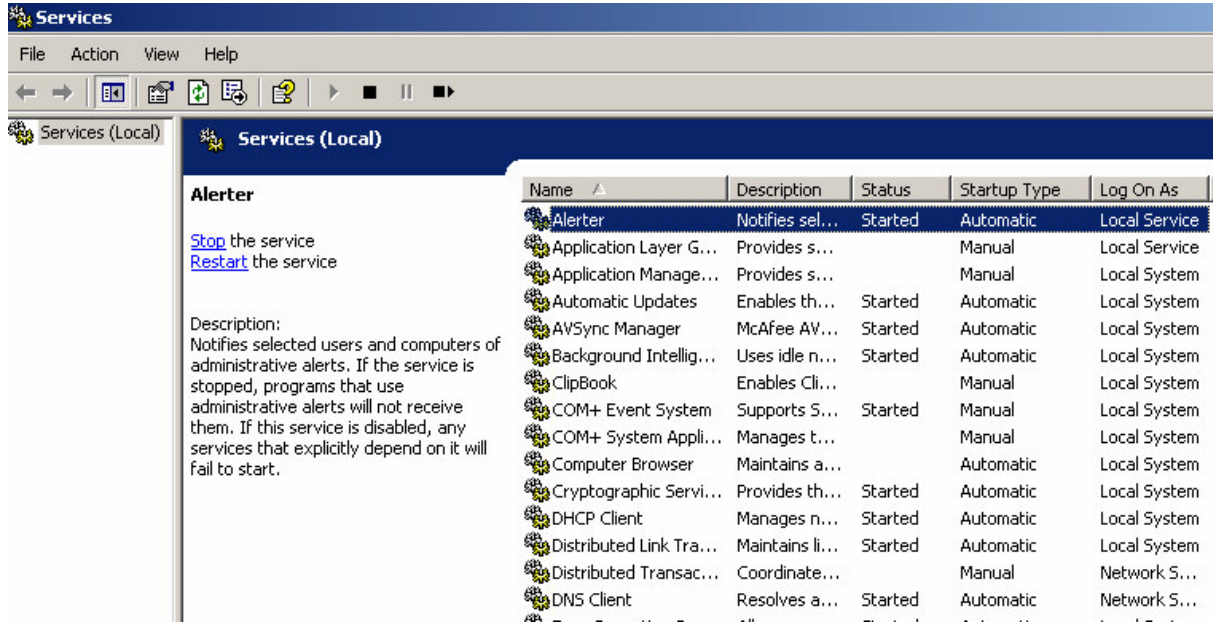 Services
File Action View Help
Services (Local)
Services (Local)
Alerter
Stop the service
Restart the service
Description:
Notifies selected users and computers of
administrative alerts. If the service is
stopped, programs that use
administrative alerts will not receive
them. If this service is disabled, any
services that explicitly depend on it will
fail to start.
Name Description Status Startup Type Log On As
Alerter Notifies sel... Started Automatic Local Service
Application Layer G... Provides s... Manual Local Service
Application Manage... Provides s... Manual Local System
Automatic Updates Enables th... Started Automatic Local System
AVSync Manager McAfee AV... Started Automatic Local System
Background Intellig... Uses idle n... Started Automatic Local System
ClipBook Enables Cli... Manual Local System
COM+ Event System Supports S... Started Manual Local System
COM+ System Appli... Manages t... Manual Local System
Computer Browser Maintains a... Automatic Local System
Cryptographic Servi... Provides th... Started Automatic Local System
DHCP Client Manages n... Started Automatic Local System
Distributed Link Tra... Maintains li... Started Automatic Local System
Distributed Transac... Coordinate... Manual Network S...
DNS Client Resolves a... Started Automatic Network S...